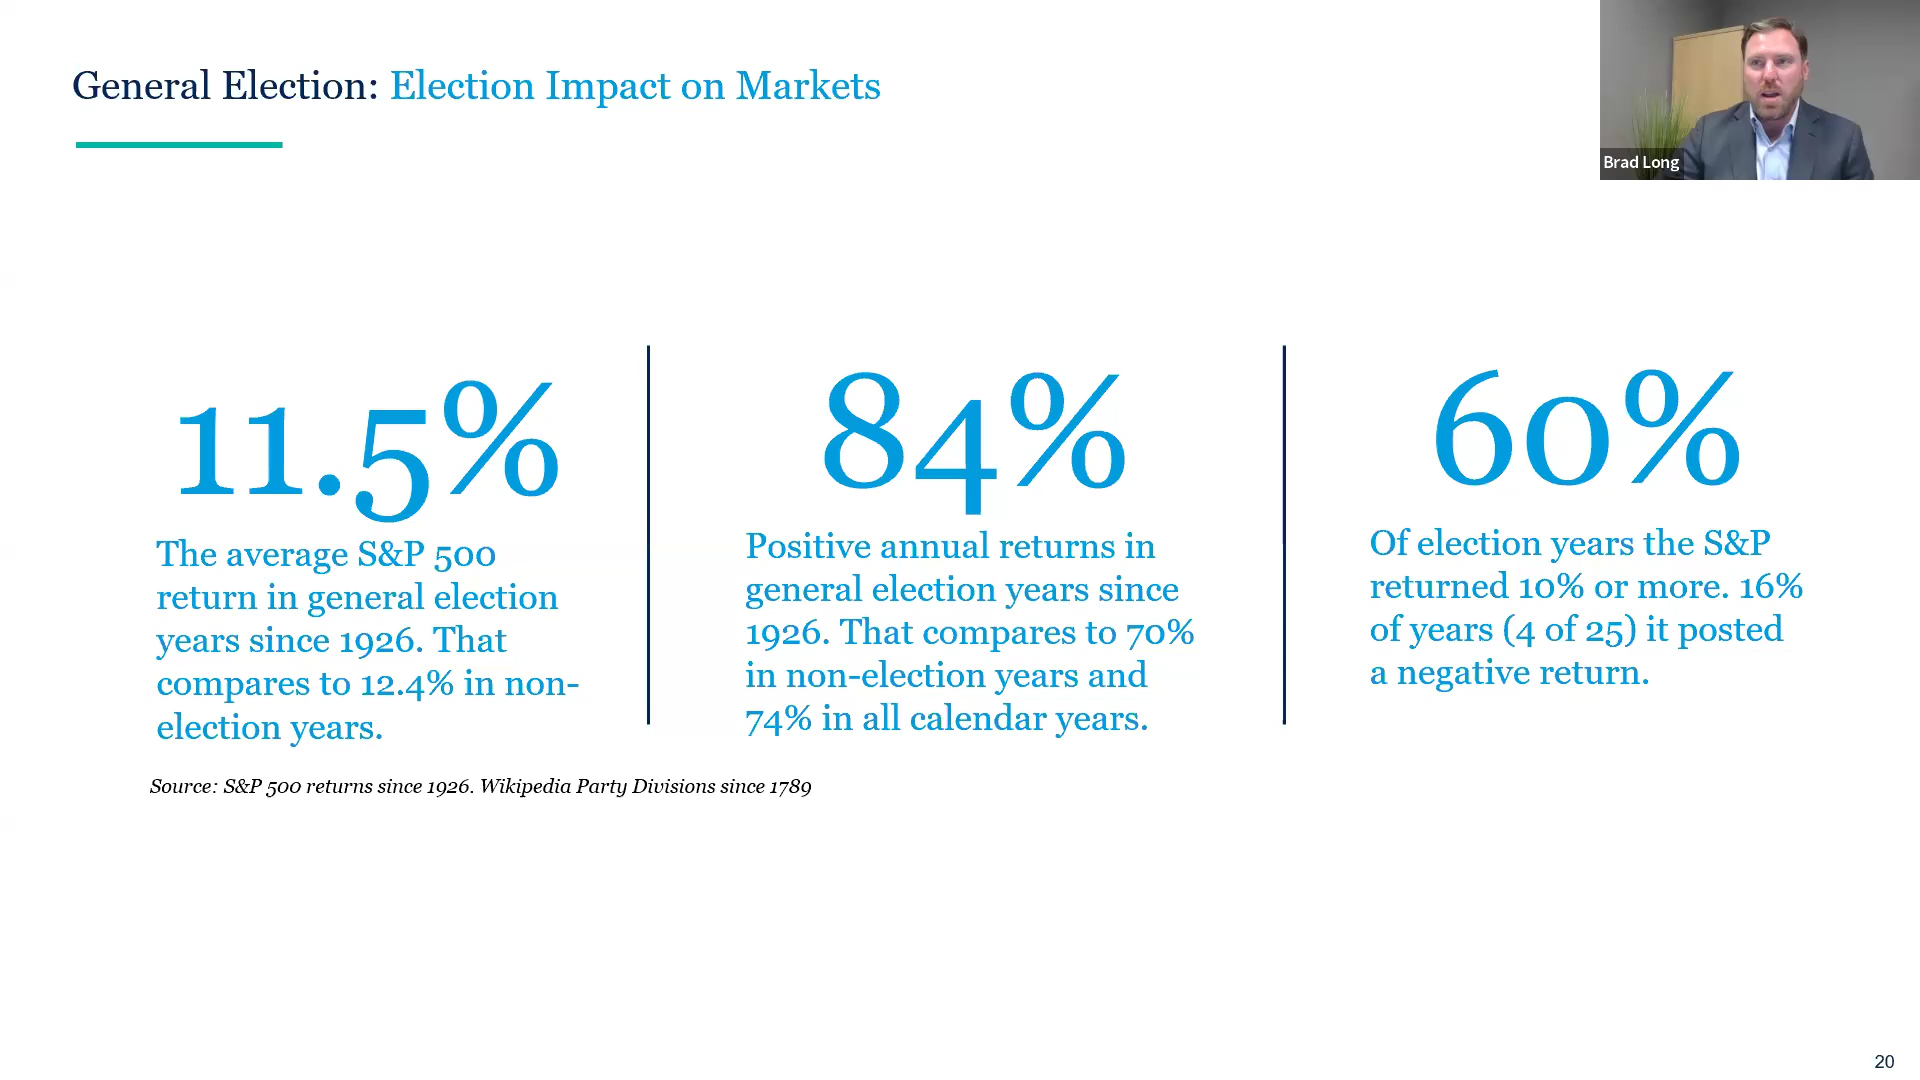 General Election: Election Impact on Markets
Brad Long
11.5%
The average S&P 500
return in general election
years since 1926. That
compares to 12.4% in non-
election years.
84%
Positive annual returns in
general election years since
1926. That compares to 70%
in non-election years and
74% in all calendar years.
60%
Of election years the S&P
returned 10% or more. 16%
of years (4 of 25) it posted
a negative return.
Source: S&P 500 returns since 1926. Wikipedia Party Divisions since 1789
20